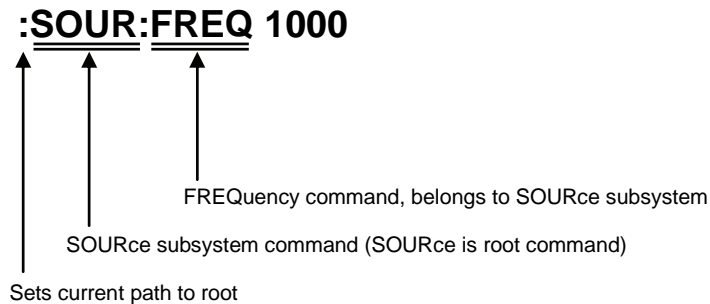 :SOUR:FREQ 1000
FREQuency command, belongs to SOURce subsystem
SOURce subsystem command (SOURce is root command)
Sets current path to root